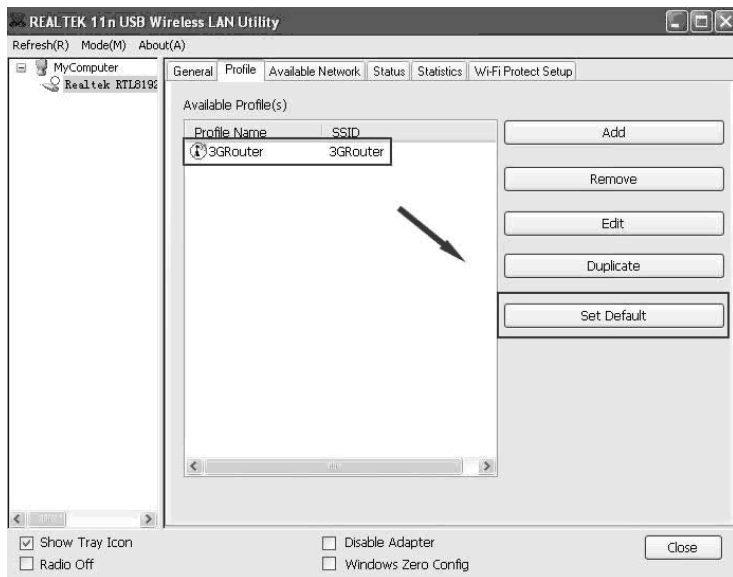 REALTEK 11n USB Wireless LAN Utility
Refresh(R) Mode(M) About(A)
MyComputer
Realtek RTL8192
General Profile Available Network Status Statistics Wi-Fi Protect Setup
Available Profile(s)
Profile Name SSID
3GRouter 3GRouter
Add
Remove
Edit
Duplicate
Set Default
Show Tray Icon
Radio Off
Disable Adapter
Windows Zero Config
Close